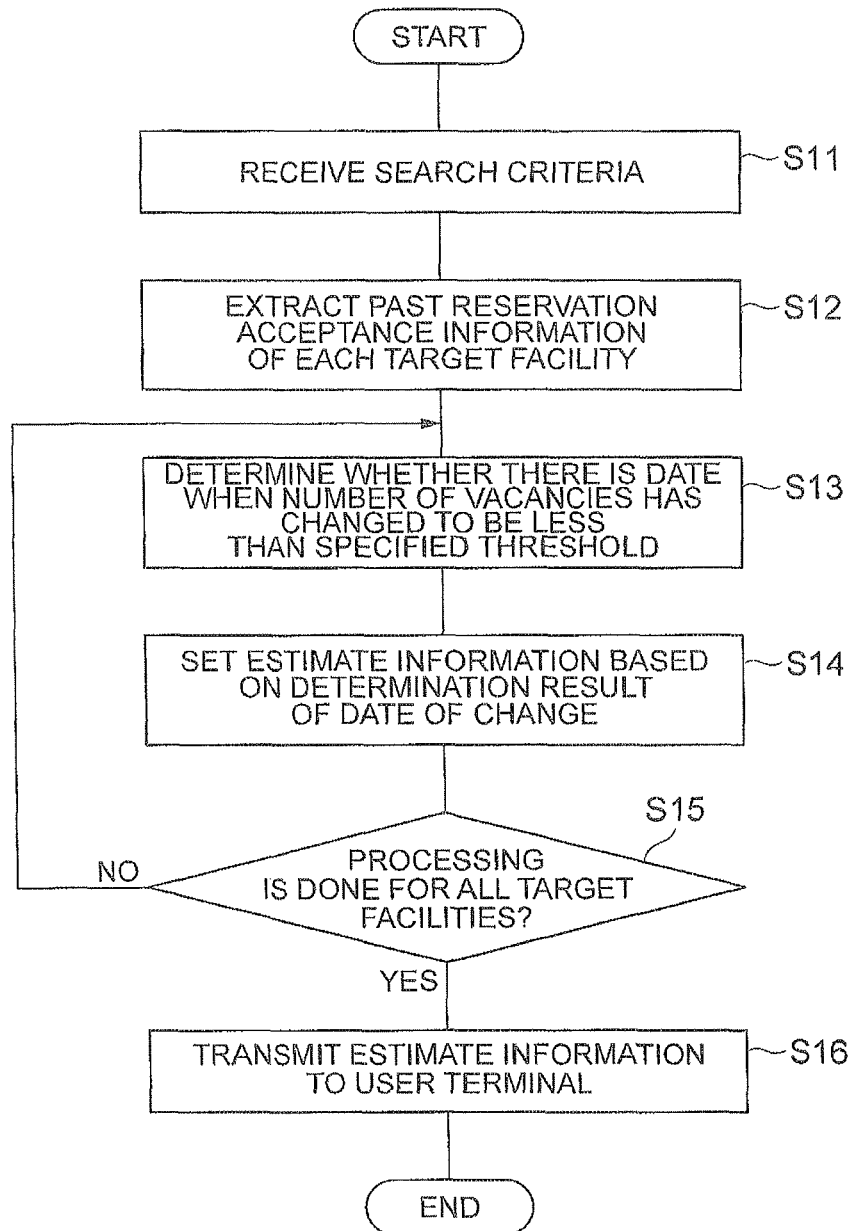 START
RECEIVE SEARCH CRITERIA
S11
EXTRACT PAST RESERVATION
ACCEPTANCE INFORMATION
OF EACH TARGET FACILITY
S12
DETERMINE WHETHER THERE IS DATE
WHEN NUMBER OF VACANCIES HAS
CHANGED TO BE LESS
THAN SPECIFIED THRESHOLD
S13
SET ESTIMATE INFORMATION BASED
ON DETERMINATION RESULT
OF DATE OF CHANGE
S14
S15
NO
PROCESSING
IS DONE FOR ALL TARGET
FACILITIES?
YES
TRANSMIT ESTIMATE INFORMATION
TO USER TERMINAL
S16
END